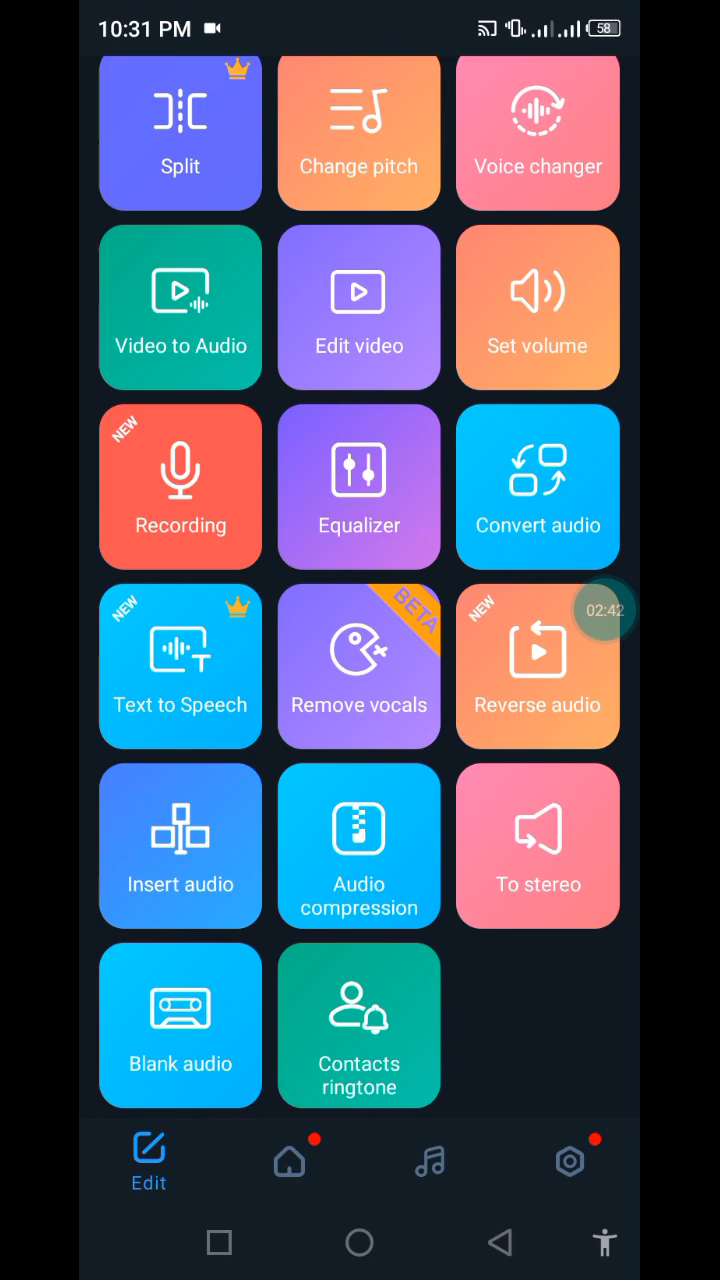 10:31 PM
58
Split
Change pitch
Voice changer
Video to Audio
Edit video
Set volume
NEW
Recording
Equalizer
Convert audio
NEW
Text to Speech
BETA
Remove vocals
NEW
02:42
Reverse audio
Insert audio
Audio
compression
To stereo
Blank audio
Contacts
ringtone
Edit